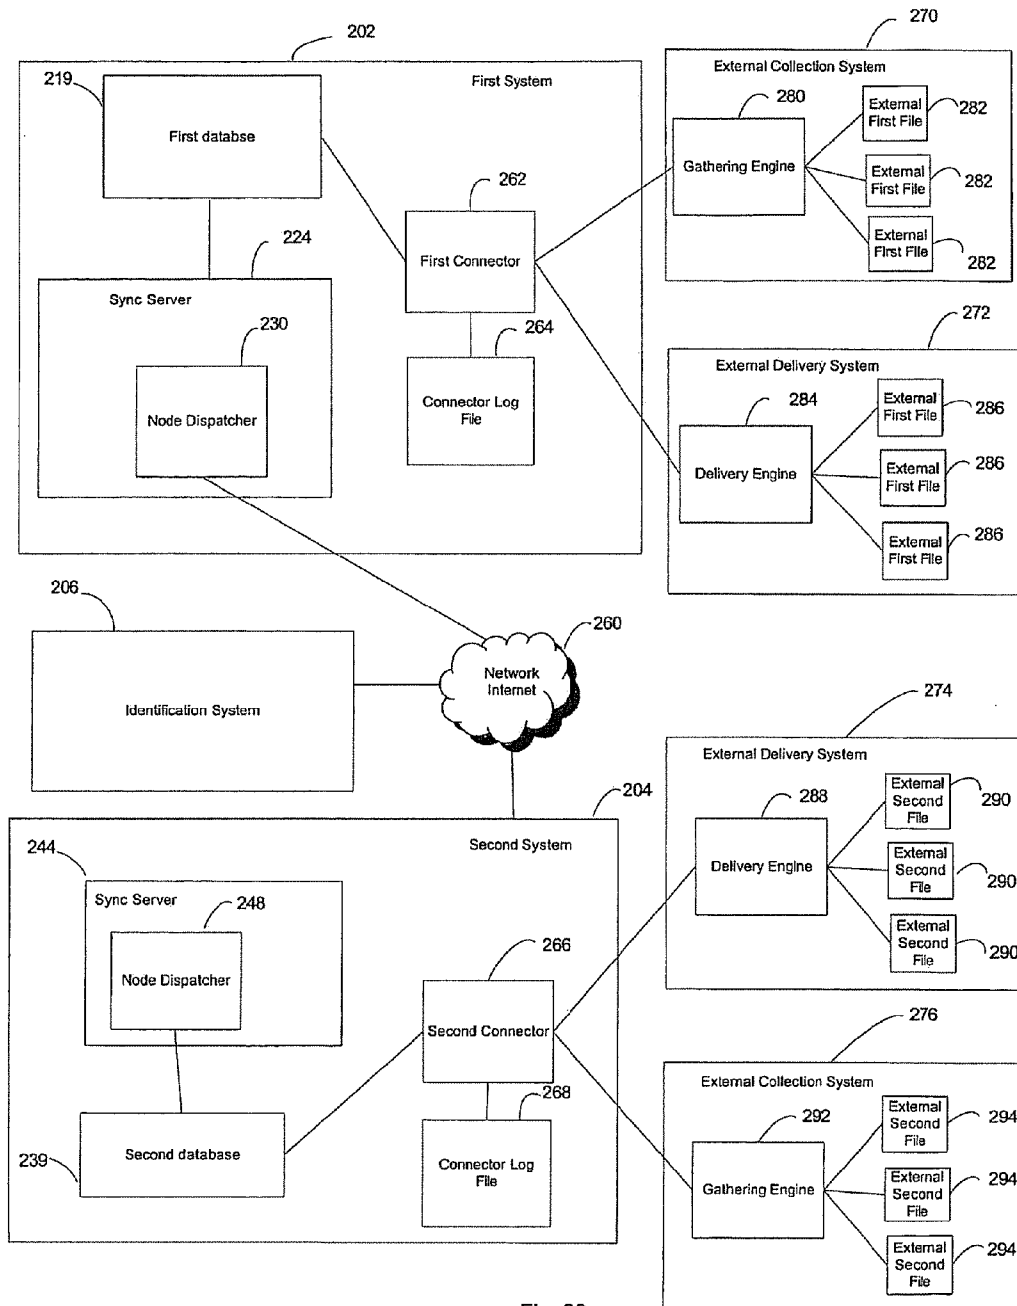 202
219
First System
First databse
262
224
First Connector
Sync Server
230
264
Node Dispatcher
Connector Log
File
270
External Collection System
280
Gathering Engine
External
First File
282
External
First File
282
External
First File
282
272
External Delivery System
284
Delivery Engine
External
First File
286
External
First File
286
External
First File
286
206
Identification System
260
Network
Internet
204
Second System
244
Sync Server
248
Node Dispatcher
266
Second Connector
268
239
Second database
Connector Log
File
274
External Delivery System
288
Delivery Engine
External
Second
File
290
External
Second
File
290
External
Second
File
290
276
External Collection System
292
Gathering Engine
External
Second
File
294
External
Second
File
294
External
Second
File
294